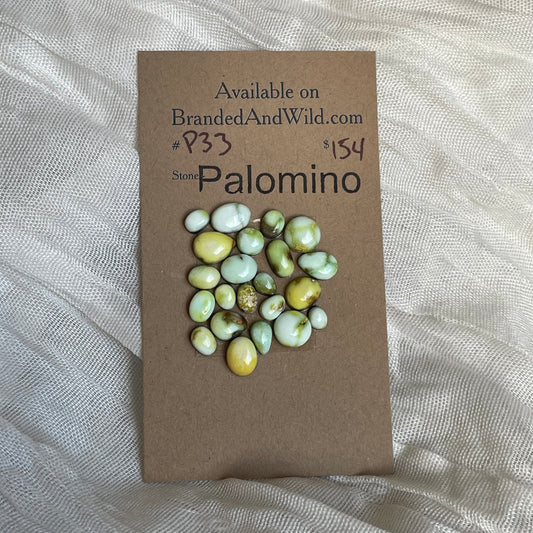 Available on
BrandedAndWild.com
# P33 $154
Stone: Palomino